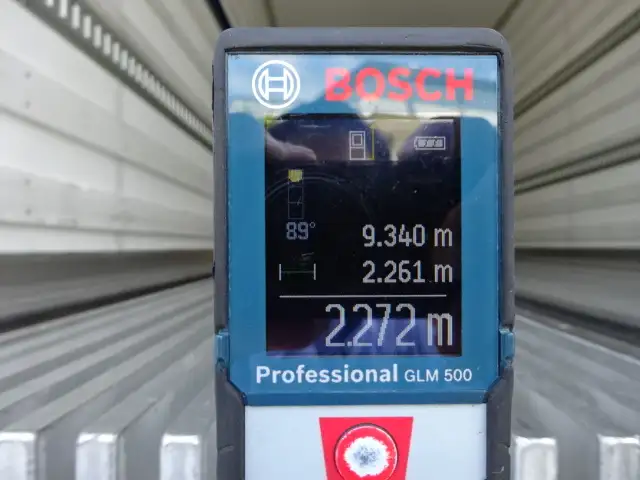 BOSCH
89°
9.340 m
2.261 m
2.272 m
Professional GLM 500